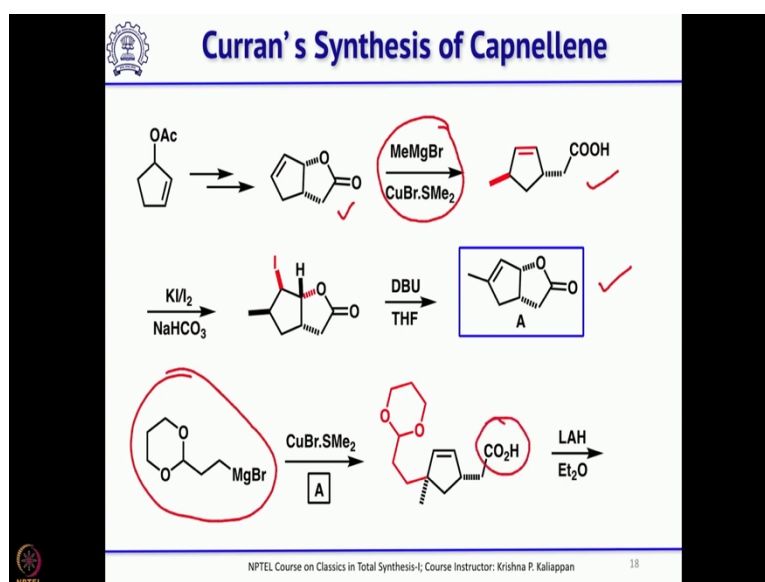 Curran's Synthesis of Capnellene
OAc
O
O
MeMgBr
CuBr.SMe2
COOH
KI/I2
NaHCO3
I
H
O
O
DBU
THF
O
O
A
O
O
MgBr
CuBr.SMe2
A
O
O
CO2H
LAH
Et2O
NPTEL
NPTEL Course on Classics in Total Synthesis-I; Course Instructor: Krishna P. Kaliappan
18